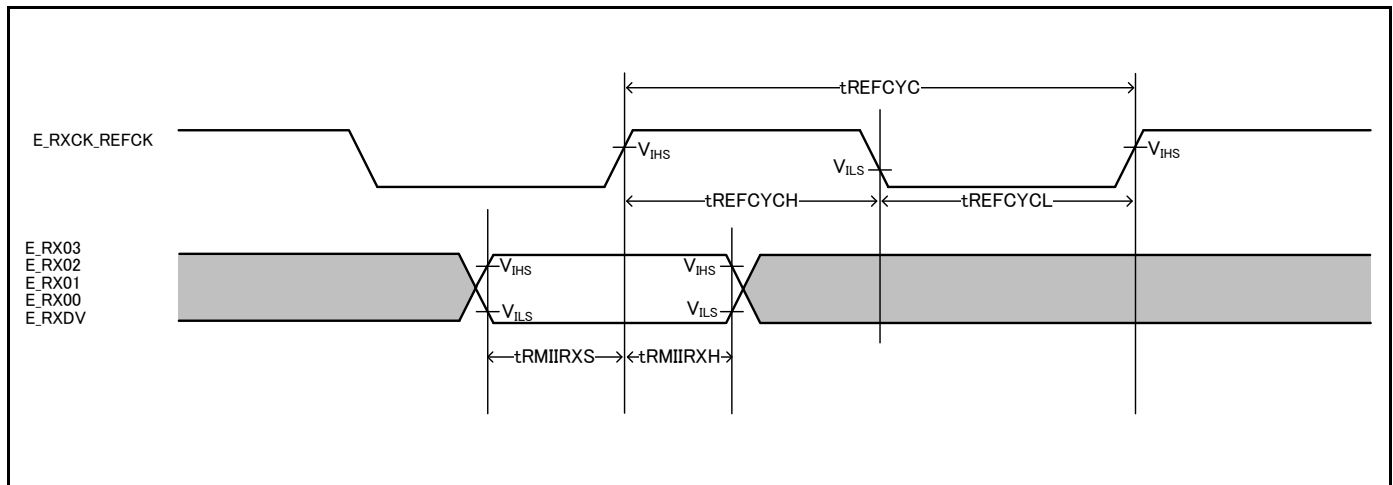 tREFCYC
E_RXCK_REFCK
VIHS
VILS
VIHS
tREFCYCH
tREFCYCL
E_RX03
E_RX02
E_RX01
E_RX00
E_RXDV
VIHS
VIHS
VILS
VILS
tRMIIRXS
tRMIIRXH